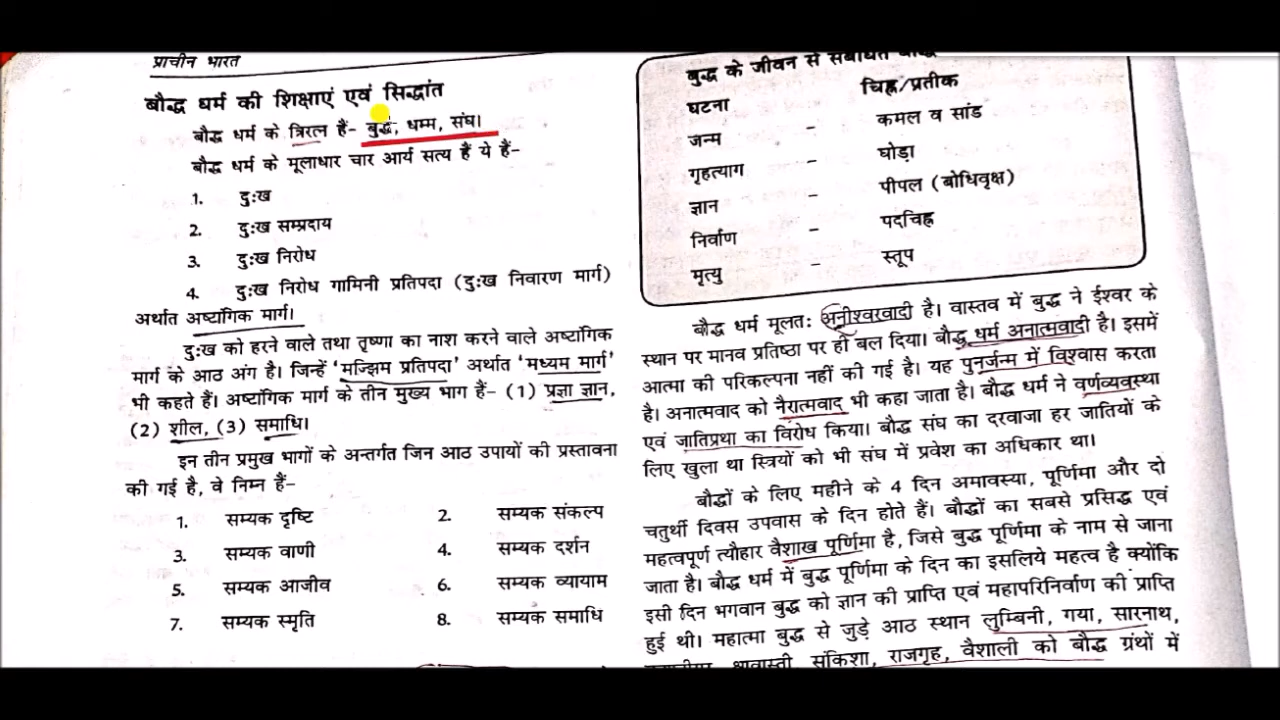 प्राचीन भारत
बौद्ध धर्म की शिक्षाएं एवं सिद्धांत
बौद्ध धर्म के त्रिरत्न हैं- बुद्ध, धम्म, संघ।
बौद्ध धर्म के मूलाधार चार आर्य सत्य हैं ये हैं-
1. दुःख
2. दुःख सम्प्रदाय
3. दुःख निरोध
4. दुःख निरोध गामिनी प्रतिपदा (दुःख निवारण मार्ग)
अर्थात अष्टांगिक मार्ग।
दुःख को हरने वाले तथा तृष्णा का नाश करने वाले अष्टांगिक
मार्ग के आठ अंग है। जिन्हें 'मज्झिम प्रतिपदा' अर्थात 'मध्यम मार्ग'
भी कहते हैं। अष्टांगिक मार्ग के तीन मुख्य भाग हैं- (1) प्रज्ञा ज्ञान,
(2) शील, (3) समाधि।
इन तीन प्रमुख भागों के अन्तर्गत जिन आठ उपायों की प्रस्तावना
की गई है, वे निम्न हैं-
1. सम्यक दृष्टि 2. सम्यक संकल्प
3. सम्यक वाणी 4. सम्यक दर्शन
5. सम्यक आजीव 6. सम्यक व्यायाम
7. सम्यक स्मृति 8. सम्यक समाधि
बुद्ध के जीवन से संबंधित
घटना चिह्न/प्रतीक
जन्म - कमल व सांड
गृहत्याग - घोड़ा
ज्ञान - पीपल (बोधिवृक्ष)
निर्वाण - पदचिह्न
मृत्यु - स्तूप
बौद्ध धर्म मूलतः अनीश्वरवादी है। वास्तव में बुद्ध ने ईश्वर के
स्थान पर मानव प्रतिष्ठा पर ही बल दिया। बौद्ध धर्म अनात्मवादी है। इसमें
आत्मा की परिकल्पना नहीं की गई है। यह पुनर्जन्म में विश्वास करता
है। अनात्मवाद को नैरात्मवाद भी कहा जाता है। बौद्ध धर्म ने वर्णव्यवस्था
एवं जातिप्रथा का विरोध किया। बौद्ध संघ का दरवाजा हर जातियों के
लिए खुला था स्त्रियों को भी संघ में प्रवेश का अधिकार था।
बौद्धों के लिए महीने के 4 दिन अमावस्या, पूर्णिमा और दो
चतुर्थी दिवस उपवास के दिन होते हैं। बौद्धों का सबसे प्रसिद्ध एवं
महत्वपूर्ण त्यौहार वैशाख पूर्णिमा है, जिसे बुद्ध पूर्णिमा के नाम से जाना
जाता है। बौद्ध धर्म में बुद्ध पूर्णिमा के दिन का इसलिये महत्व है क्योंकि
इसी दिन भगवान बुद्ध को ज्ञान की प्राप्ति एवं महापरिनिर्वाण की प्राप्ति
हुई थी। महात्मा बुद्ध से जुड़े आठ स्थान लुम्बिनी, गया, सारनाथ,
श्रावास्ती संकिशा, राजगृह, वैशाली को बौद्ध ग्रंथों में